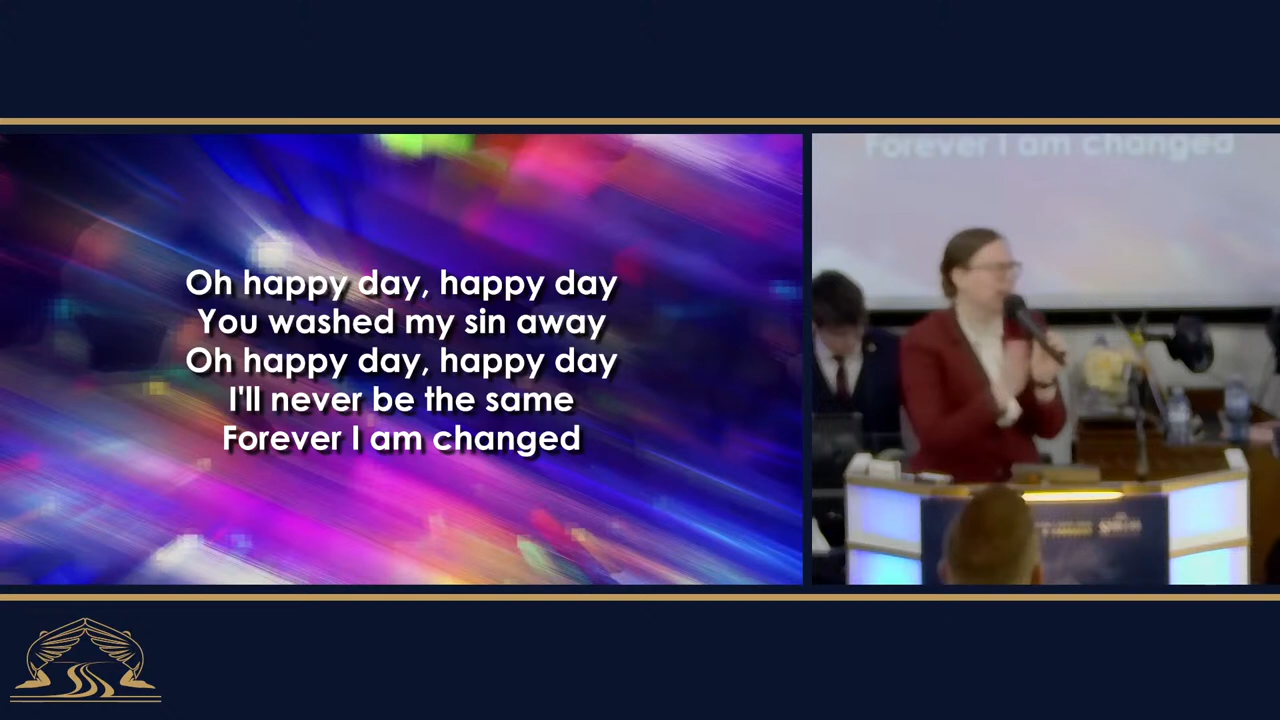 Oh happy day, happy day
You washed my sin away
Oh happy day, happy day
I'll never be the same
Forever I am changed
Forever I am changed